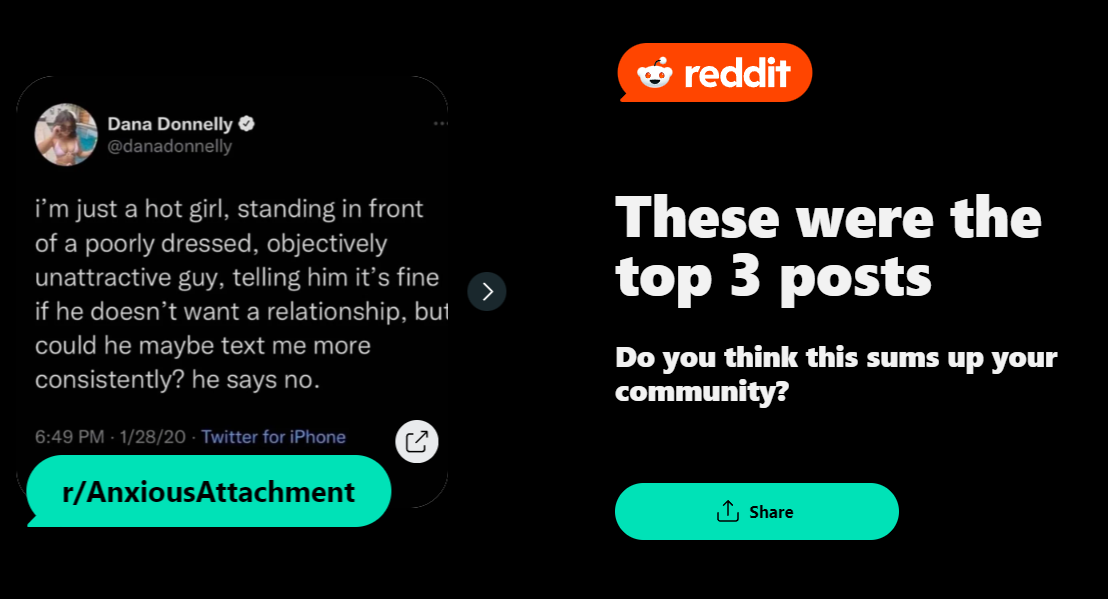 Dana Donnelly
@danadonnelly
i'm just a hot girl, standing in front
of a poorly dressed, objectively
unattractive guy, telling him it's fine
if he doesn't want a relationship, but
could he maybe text me more
consistently? he says no.
6:49 PM · 1/28/20 · Twitter for iPhone
r/AnxiousAttachment
reddit
These were the
top 3 posts
Do you think this sums up your
community?
Share